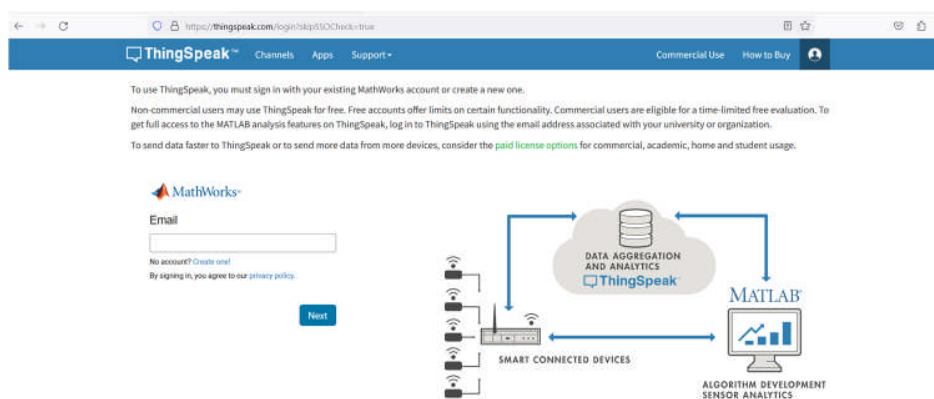 https://thingspeak.com/login?skipSSOCheck=true
ThingSpeak™ Channels Apps Support Commercial Use How to Buy
To use ThingSpeak, you must sign in with your existing MathWorks account or create a new one.
Non-commercial users may use ThingSpeak for free. Free accounts offer limits on certain functionality. Commercial users are eligible for a time-limited free evaluation. To
get full access to the MATLAB analysis features on ThingSpeak, log in to ThingSpeak using the email address associated with your university or organization.
To send data faster to ThingSpeak or to send more data from more devices, consider the paid license options for commercial, academic, home and student usage.
MathWorks®
Email
No account? Create one!
By signing in, you agree to our privacy policy.
Next
DATA AGGREGATION
AND ANALYTICS
ThingSpeak
MATLAB
SMART CONNECTED DEVICES
ALGORITHM DEVELOPMENT
SENSOR ANALYTICS